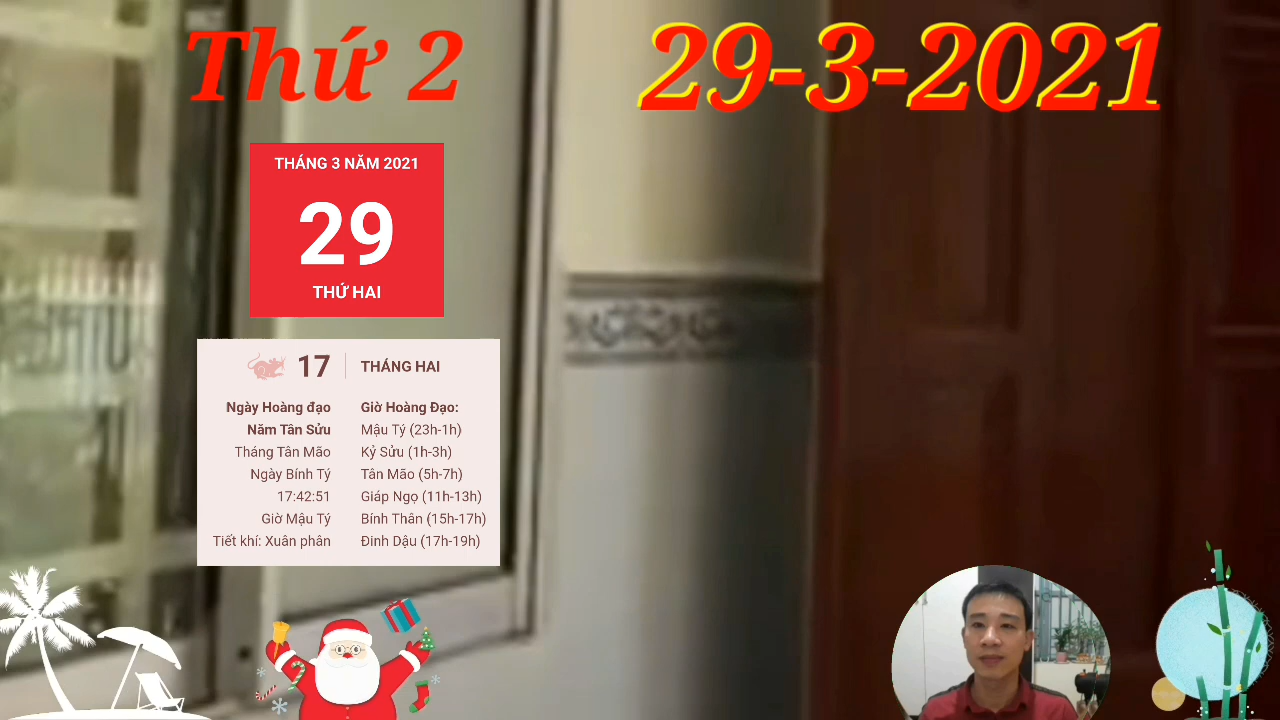 Thứ 2
29-3-2021
THÁNG 3 NĂM 2021
29
THỨ HAI
17
THÁNG HAI
Ngày Hoàng đạo
Năm Tân Sửu
Tháng Tân Mão
Ngày Bính Tý
17:42:51
Giờ Mậu Tý
Tiết khí: Xuân phân
Giờ Hoàng Đạo:
Mậu Tý (23h-1h)
Kỷ Sửu (1h-3h)
Tân Mão (5h-7h)
Giáp Ngọ (11h-13h)
Bính Thân (15h-17h)
Đinh Dậu (17h-19h)